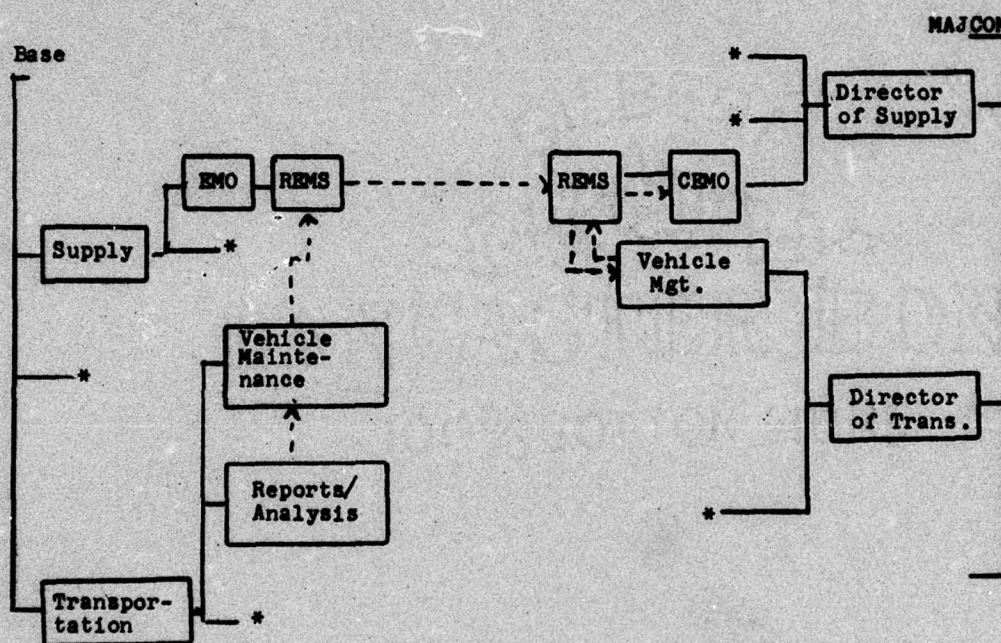 MAJCOM
Base
*
Director
of Supply
*
EMO
REMS
REMS
CEMO
Supply
*
Vehicle
Mgt.
Vehicle
Mainte-
nance
*
Director
of Trans.
Reports/
Analysis
*
Transpor-
tation
*